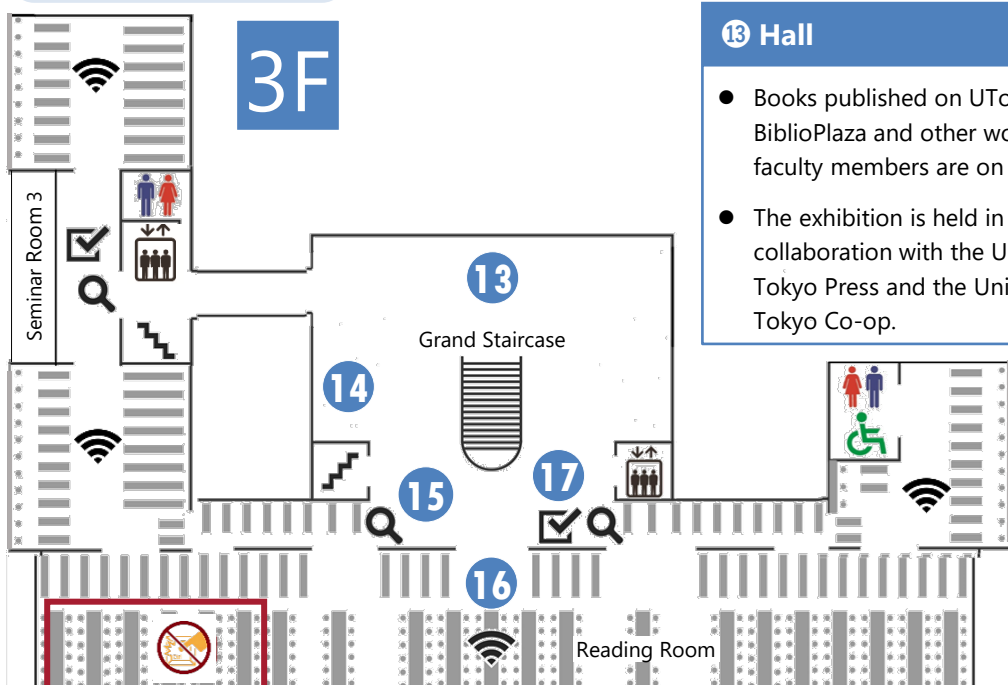 3F
⓭ Hall
● Books published on UTo
BiblioPlaza and other wo
faculty members are on
● The exhibition is held in
collaboration with the U
Tokyo Press and the Uni
Tokyo Co-op.
Seminar Room 3
13
Grand Staircase
14
15
17
16
Reading Room